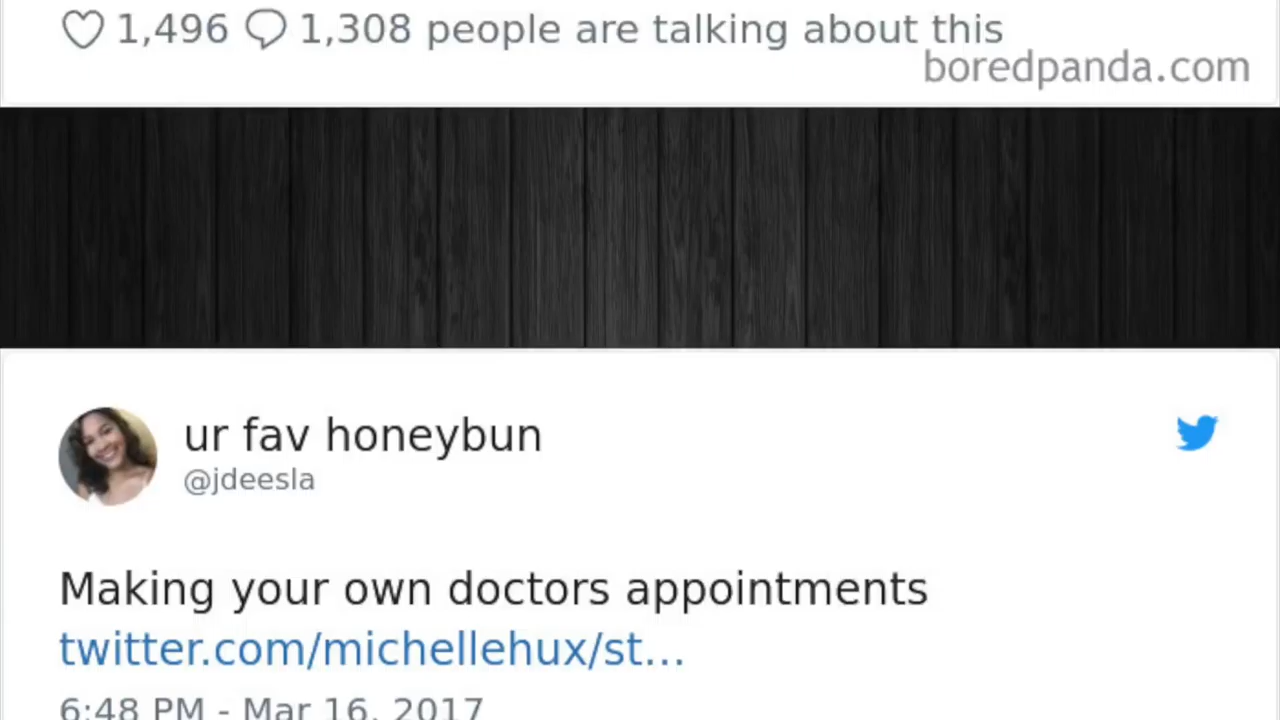 1,496 1,308 people are talking about this
boredpanda.com
ur fav honeybun
@jdeesla
Making your own doctors appointments
twitter.com/michellehux/st...
6:48 PM - Mar 16, 2017